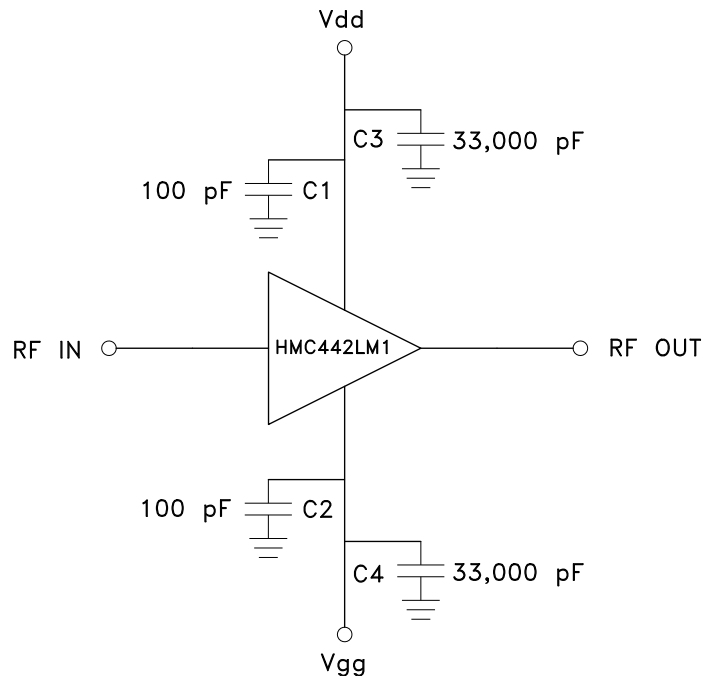 Vdd
C3 33,000 pF
100 pF C1
RF IN HMC442LM1 RF OUT
100 pF C2
C4 33,000 pF
Vgg